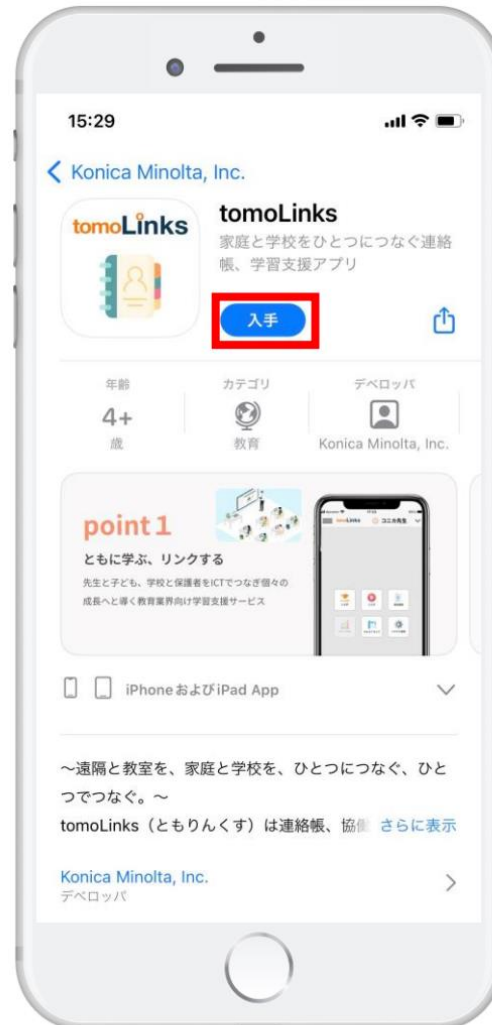 15:29
Konica Minolta, Inc.
tomoLinks
tomoLinks
家庭と学校をひとつにつなぐ連絡
帳、学習支援アプリ
入手
年齢
カテゴリ
デベロッパ
4+
歳
教育
Konica Minolta, Inc.
point 1
ともに学ぶ、リンクする
先生と子ども、学校と保護者をICTでつなぎ個々の
成長へと導く教育業界向け学習支援サービス
tomoLinks
コニカ先生
iPhoneおよびiPad App
〜遠隔と教室を、家庭と学校を、ひとつにつなぐ、ひと
つでつなぐ。〜
tomoLinks（ともりんくす）は連絡帳、協 さらに表示
Konica Minolta, Inc.
デベロッパ